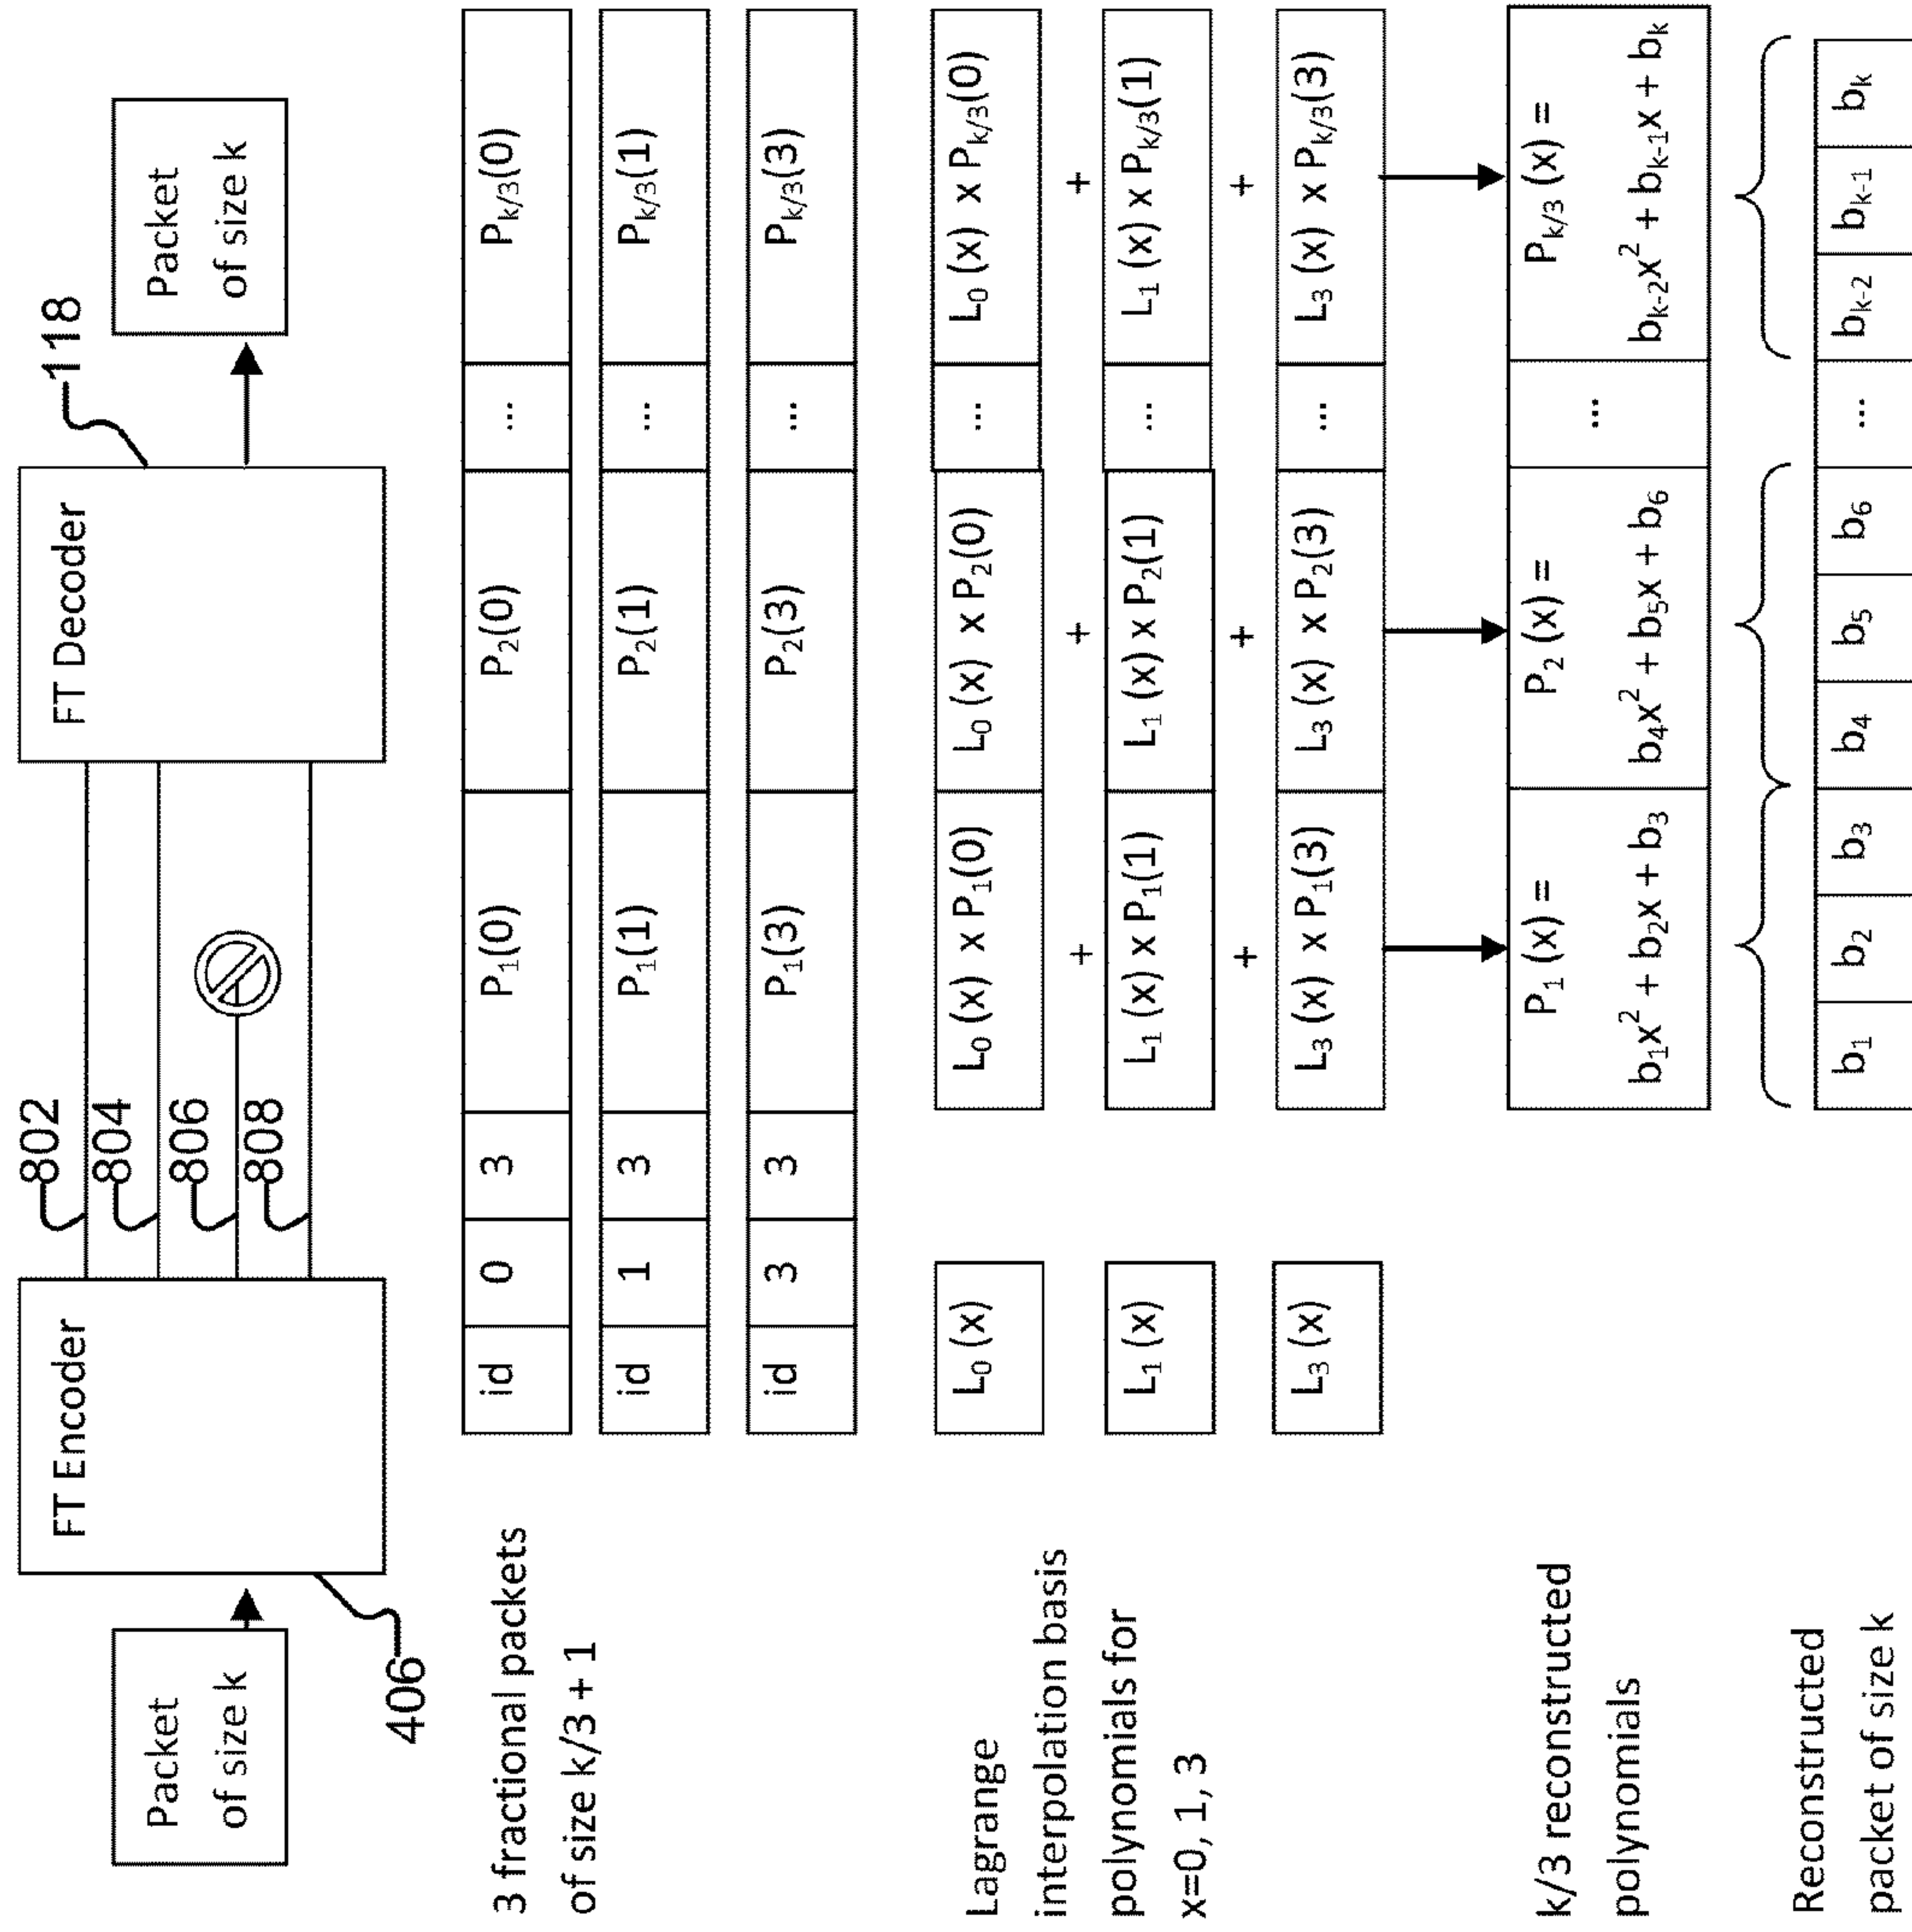 Packet
of size k
406
FT Encoder
802
804
806
808
FT Decoder
118
Packet
of size k
3 fractional packets
of size k/3 + 1
id 0 3 P₁(0) P₂(0) ... Pₖ/₃(0)
id 1 3 P₁(1) P₂(1) ... Pₖ/₃(1)
id 3 3 P₁(3) P₂(3) ... Pₖ/₃(3)
Lagrange
interpolation basis
polynomials for
x=0, 1, 3
L₀ (x) L₀ (x) x P₁(0) L₀ (x) x P₂(0) ... L₀ (x) x Pₖ/₃(0)
+ + +
L₁ (x) L₁ (x) x P₁(1) L₁ (x) x P₂(1) ... L₁ (x) x Pₖ/₃(1)
+ + +
L₃ (x) L₃ (x) x P₁(3) L₃ (x) x P₂(3) ... L₃ (x) x Pₖ/₃(3)
k/3 reconstructed
polynomials
P₁ (x) = P₂ (x) = ... Pₖ/₃ (x) =
b₁x² + b₂x + b₃ b₄x² + b₅x + b₆ bₖ₋₂x² + bₖ₋₁x + bₖ
Reconstructed
packet of size k
b₁ b₂ b₃ b₄ b₅ b₆ ... bₖ₋₂ bₖ₋₁ bₖ